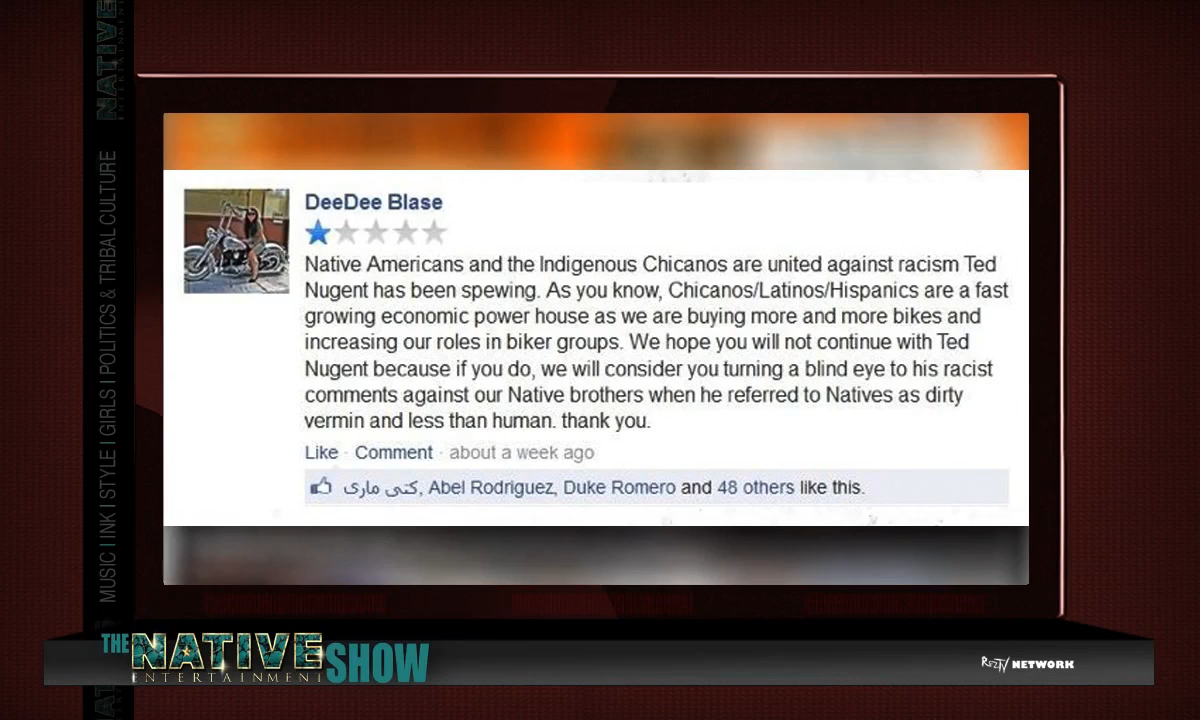 NATIVE
ENTERTAINMENT
MUSIC | INK | STYLE | GIRLS | POLITICS & TRIBAL CULTURE
DeeDee Blase
Native Americans and the Indigenous Chicanos are united against racism Ted
Nugent has been spewing. As you know, Chicanos/Latinos/Hispanics are a fast
growing economic power house as we are buying more and more bikes and
increasing our roles in biker groups. We hope you will not continue with Ted
Nugent because if you do, we will consider you turning a blind eye to his racist
comments against our Native brothers when he referred to Natives as dirty
vermin and less than human. thank you.
Like · Comment · about a week ago
کتی ماری, Abel Rodriguez, Duke Romero and 48 others like this.
THE NATIVE SHOW
ENTERTAINMENT
RezTV NETWORK